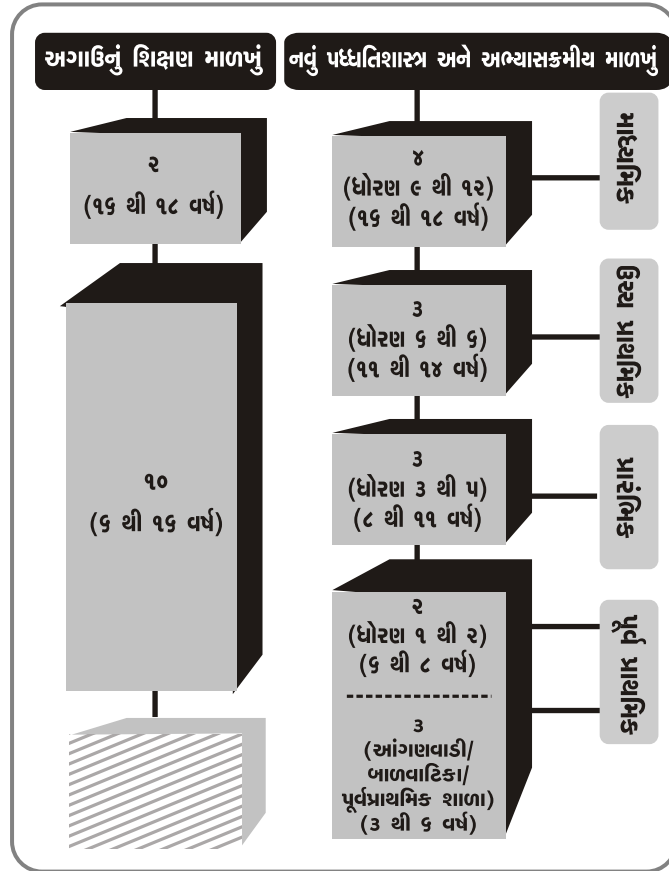 અગાઉનું શિક્ષણ માળખું
૨
(૧૬ થી ૧૮ વર્ષ)
૧૦
(૬ થી ૧૬ વર્ષ)
નવું પધ્ધતિશાસ્ત્ર અને અભ્યાસક્રમીય માળખું
૪
(ધોરણ ૯ થી ૧૨)
(૧૬ થી ૧૮ વર્ષ)
માધ્યમિક
૩
(ધોરણ ૬ થી ૬)
(૧૧ થી ૧૪ વર્ષ)
ઉચ્ચ પ્રાથમિક
૩
(ધોરણ ૩ થી ૫)
(૮ થી ૧૧ વર્ષ)
પ્રારંભિક
૨
(ધોરણ ૧ થી ૨)
(૬ થી ૮ વર્ષ)
પૂર્વ પ્રાથમિક
૩
(આંગણવાડી/
બાળવાટિકા/
પૂર્વપ્રાથમિક શાળા)
(૩ થી ૬ વર્ષ)